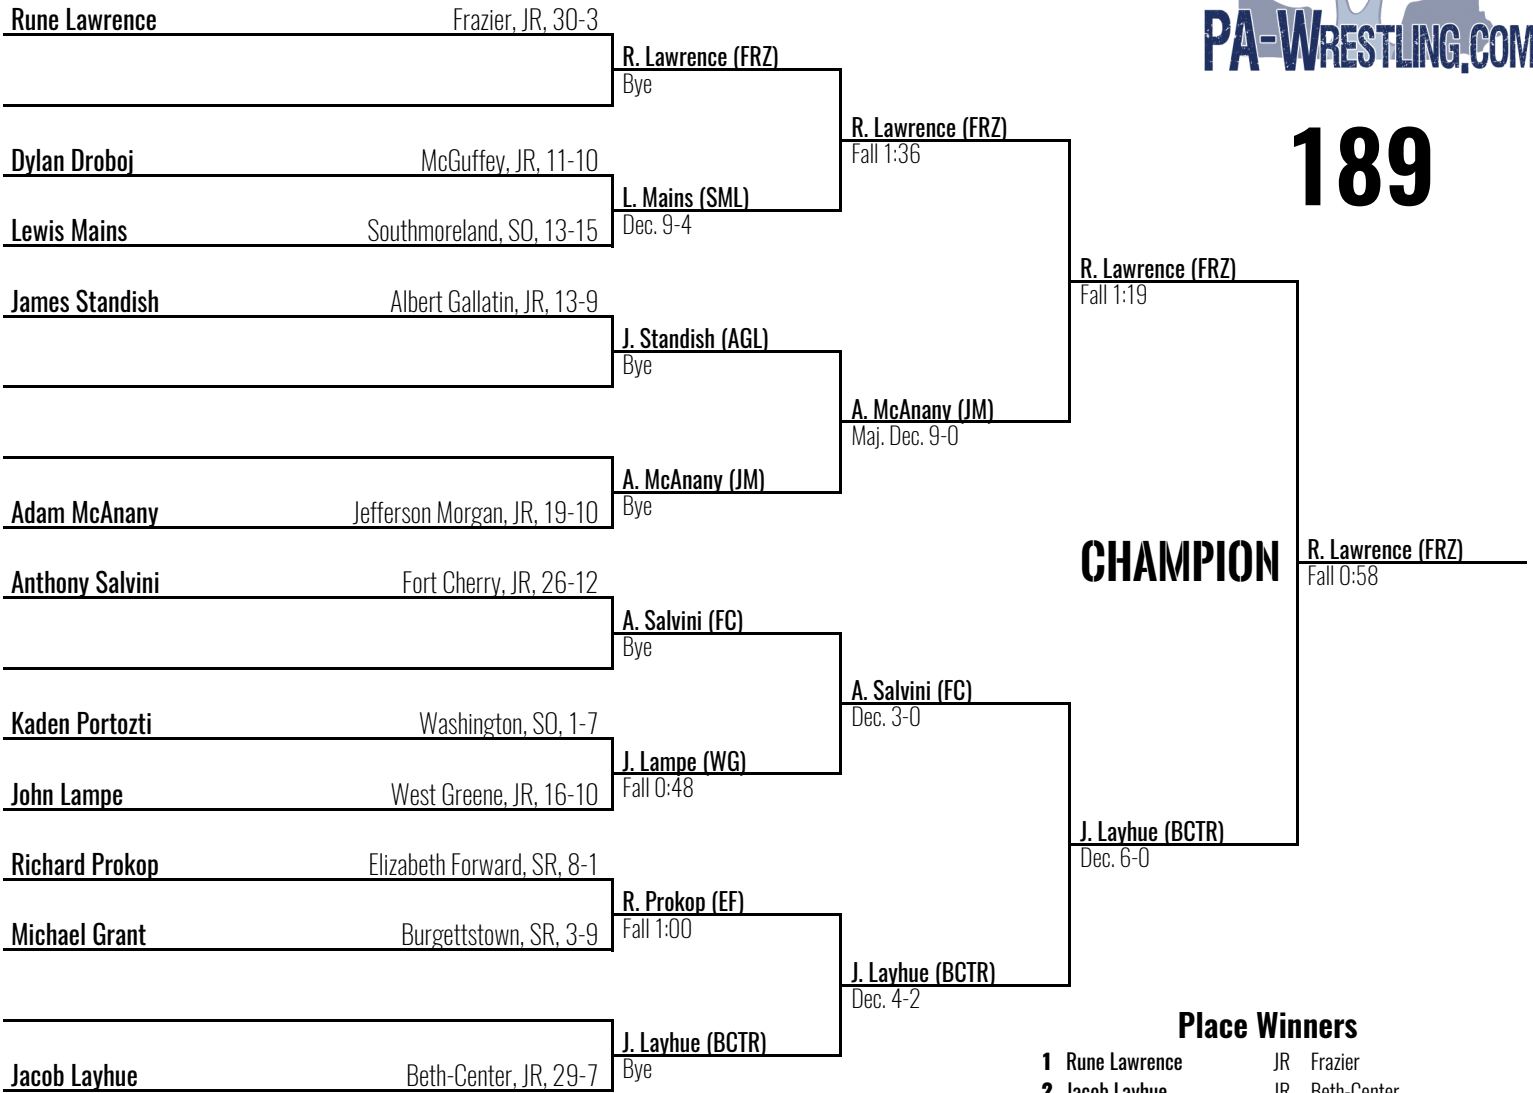 PA-WRESTLING.COM
189
Rune Lawrence Frazier, JR, 30-3
R. Lawrence (FRZ)
Bye
Dylan Droboj McGuffey, JR, 11-10
L. Mains (SML)
Dec. 9-4
Lewis Mains Southmoreland, SO, 13-15
R. Lawrence (FRZ)
Fall 1:36
James Standish Albert Gallatin, JR, 13-9
J. Standish (AGL)
Bye
A. McAnany (JM)
Bye
Adam McAnany Jefferson Morgan, JR, 19-10
A. McAnany (JM)
Maj. Dec. 9-0
R. Lawrence (FRZ)
Fall 1:19
Anthony Salvini Fort Cherry, JR, 26-12
A. Salvini (FC)
Bye
Kaden Portozti Washington, SO, 1-7
J. Lampe (WG)
Fall 0:48
John Lampe West Greene, JR, 16-10
A. Salvini (FC)
Dec. 3-0
Richard Prokop Elizabeth Forward, SR, 8-1
R. Prokop (EF)
Fall 1:00
Michael Grant Burgettstown, SR, 3-9
J. Layhue (BCTR)
Bye
Jacob Layhue Beth-Center, JR, 29-7
J. Layhue (BCTR)
Dec. 4-2
J. Layhue (BCTR)
Dec. 6-0
CHAMPION
R. Lawrence (FRZ)
Fall 0:58
Place Winners
1 Rune Lawrence JR Frazier
2 Jacob Layhue JR Beth-Center